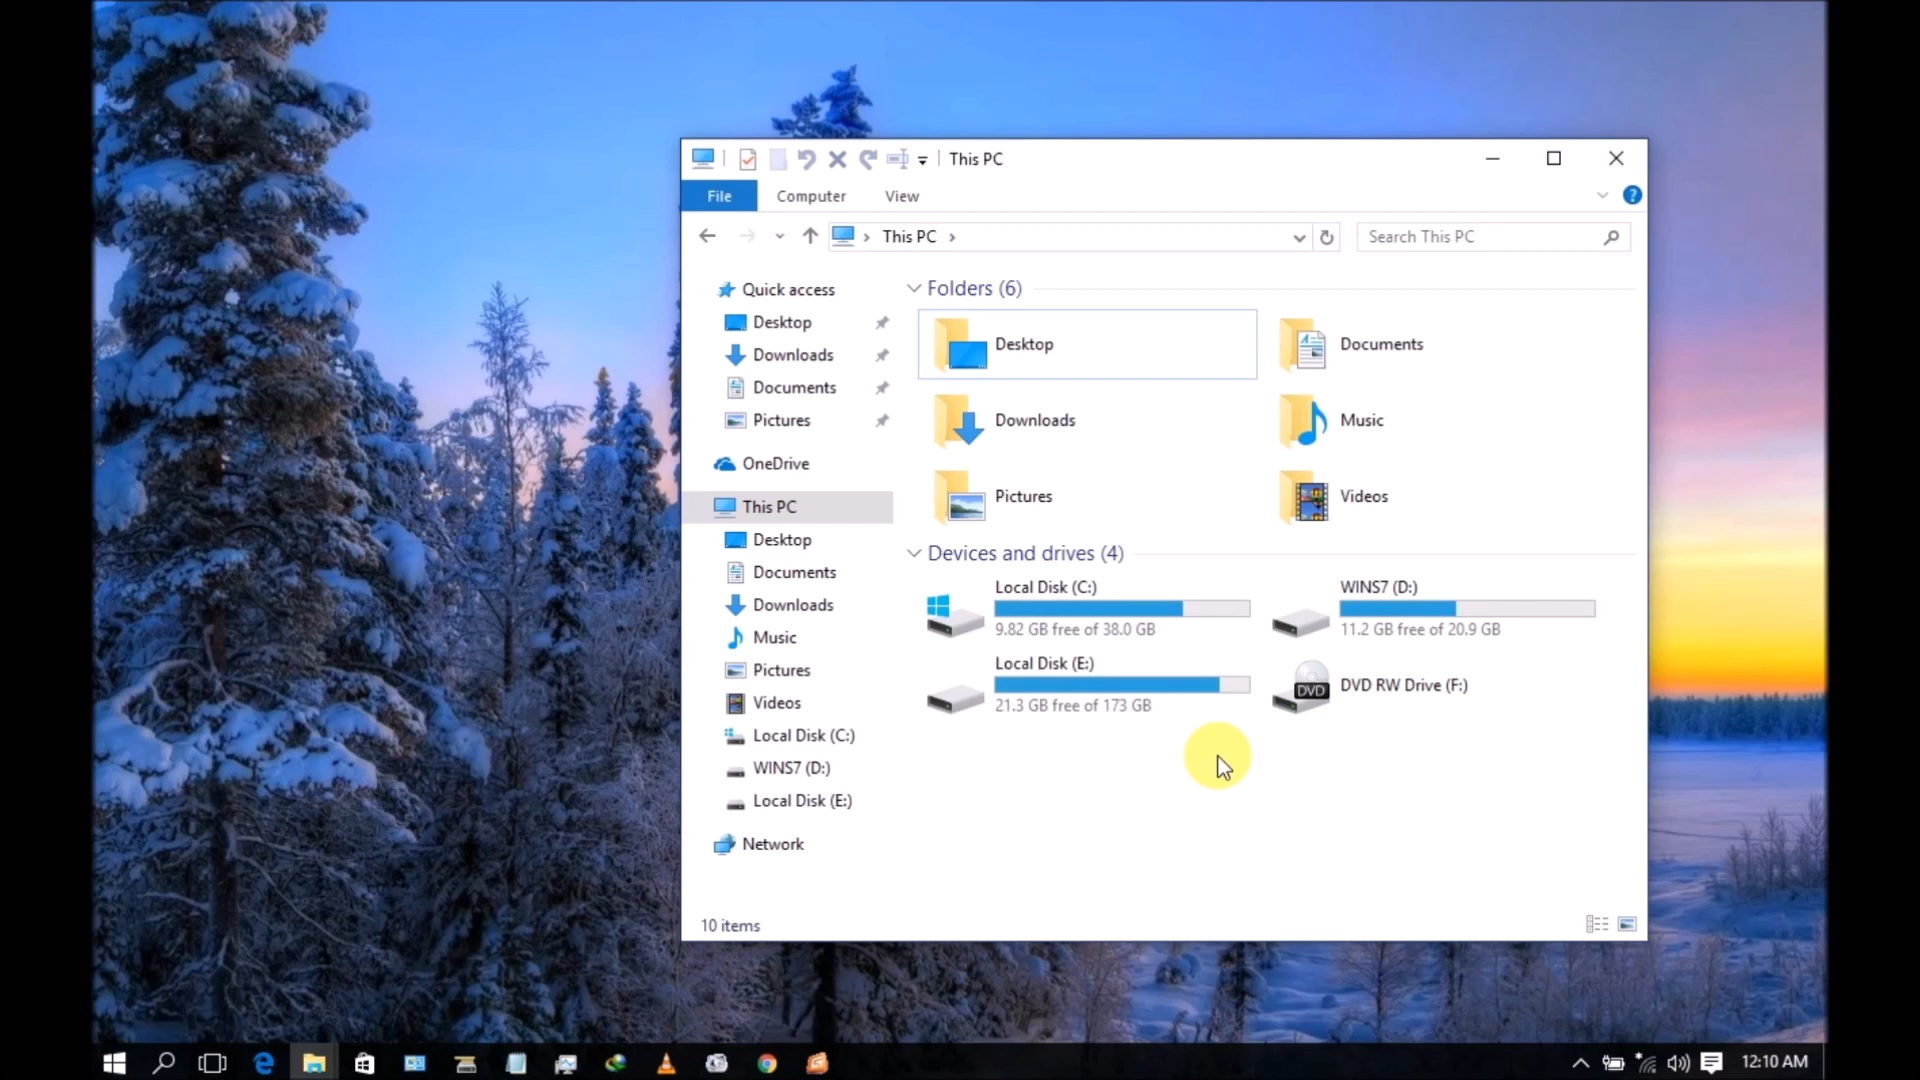 This PC
File Computer View
This PC
Search This PC
Quick access
Desktop
Downloads
Documents
Pictures
OneDrive
This PC
Desktop
Documents
Downloads
Music
Pictures
Videos
Local Disk (C:)
WINS7 (D:)
Local Disk (E:)
Network
Folders (6)
Desktop
Documents
Downloads
Music
Pictures
Videos
Devices and drives (4)
Local Disk (C:)
9.82 GB free of 38.0 GB
WINS7 (D:)
11.2 GB free of 20.9 GB
Local Disk (E:)
21.3 GB free of 173 GB
DVD
DVD RW Drive (F:)
10 items
12:10 AM